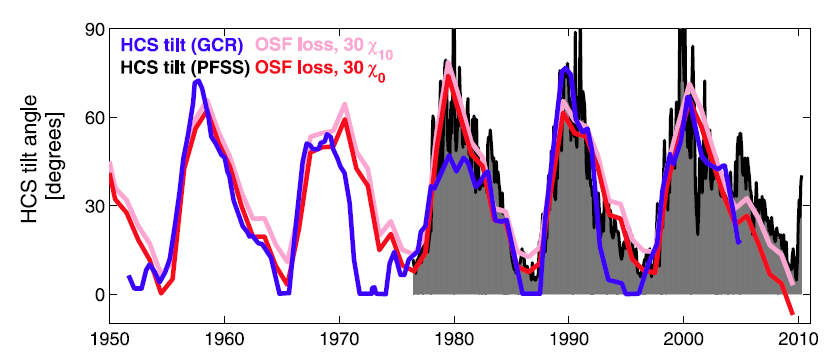 HCS tilt (GCR) OSF loss, 30 χ10
HCS tilt (PFSS) OSF loss, 30 χ0
HCS tilt angle
[degrees]
90
60
30
0
1950 1960 1970 1980 1990 2000 2010